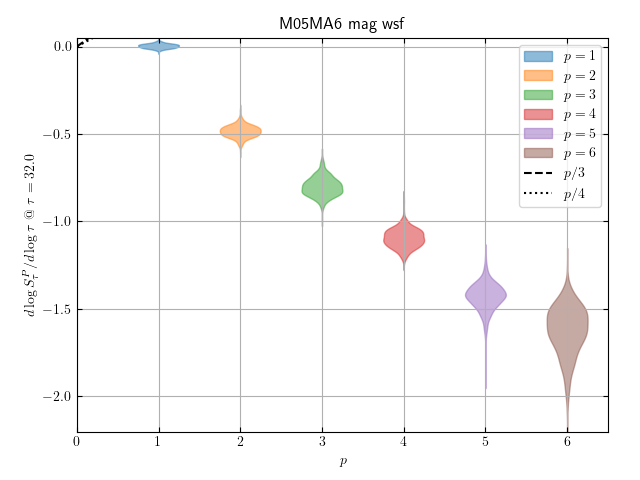 M05MA6 mag wsf
0.0
−0.5
−1.0
−1.5
−2.0
d log S_τ^P / d log τ @ τ = 32.0
0 1 2 3 4 5 6
p
p = 1
p = 2
p = 3
p = 4
p = 5
p = 6
p/3
p/4